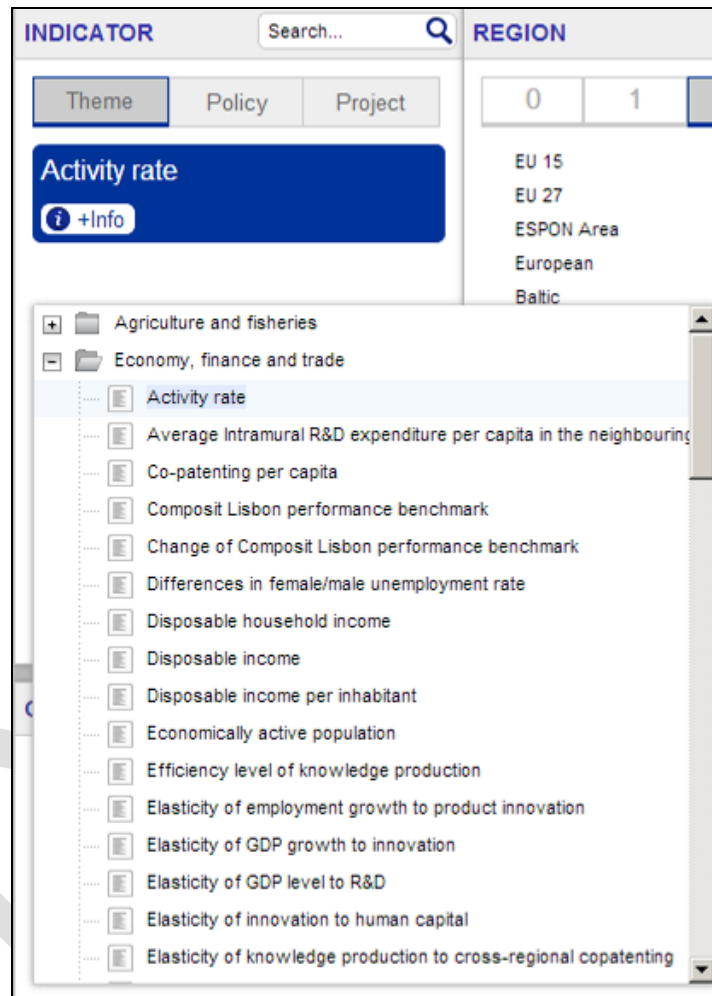 INDICATOR
Search...
REGION
Theme
Policy
Project
0
1
Activity rate
i +Info
EU 15
EU 27
ESPON Area
European
Baltic
Agriculture and fisheries
Economy, finance and trade
Activity rate
Average Intramural R&D expenditure per capita in the neighbouring
Co-patenting per capita
Composit Lisbon performance benchmark
Change of Composit Lisbon performance benchmark
Differences in female/male unemployment rate
Disposable household income
Disposable income
Disposable income per inhabitant
Economically active population
Efficiency level of knowledge production
Elasticity of employment growth to product innovation
Elasticity of GDP growth to innovation
Elasticity of GDP level to R&D
Elasticity of innovation to human capital
Elasticity of knowledge production to cross-regional copatenting